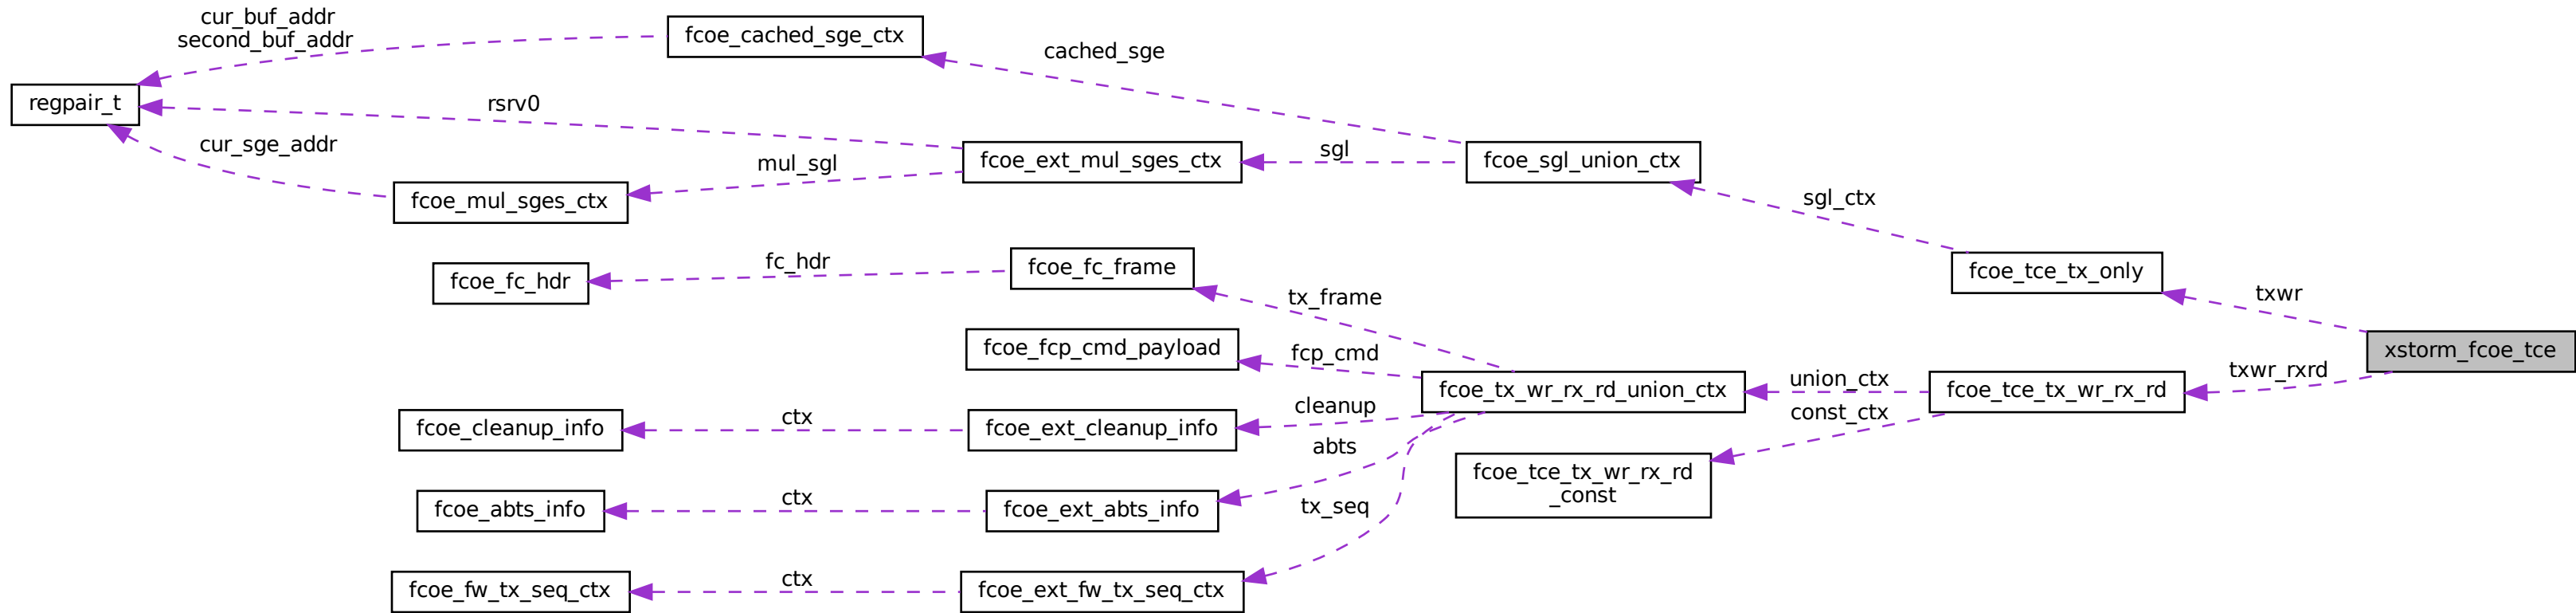 cur_buf_addr
second_buf_addr
fcoe_cached_sge_ctx
cached_sge
regpair_t
rsrv0
cur_sge_addr
mul_sgl
fcoe_ext_mul_sges_ctx
sgl
fcoe_sgl_union_ctx
fcoe_mul_sges_ctx
sgl_ctx
fcoe_fc_hdr
fc_hdr
fcoe_fc_frame
fcoe_tce_tx_only
tx_frame
txwr
fcoe_fcp_cmd_payload
fcp_cmd
xstorm_fcoe_tce
fcoe_tx_wr_rx_rd_union_ctx
union_ctx
fcoe_tce_tx_wr_rx_rd
txwr_rxrd
const_ctx
fcoe_cleanup_info
ctx
fcoe_ext_cleanup_info
cleanup
abts
fcoe_tce_tx_wr_rx_rd
_const
fcoe_abts_info
ctx
fcoe_ext_abts_info
tx_seq
fcoe_fw_tx_seq_ctx
ctx
fcoe_ext_fw_tx_seq_ctx